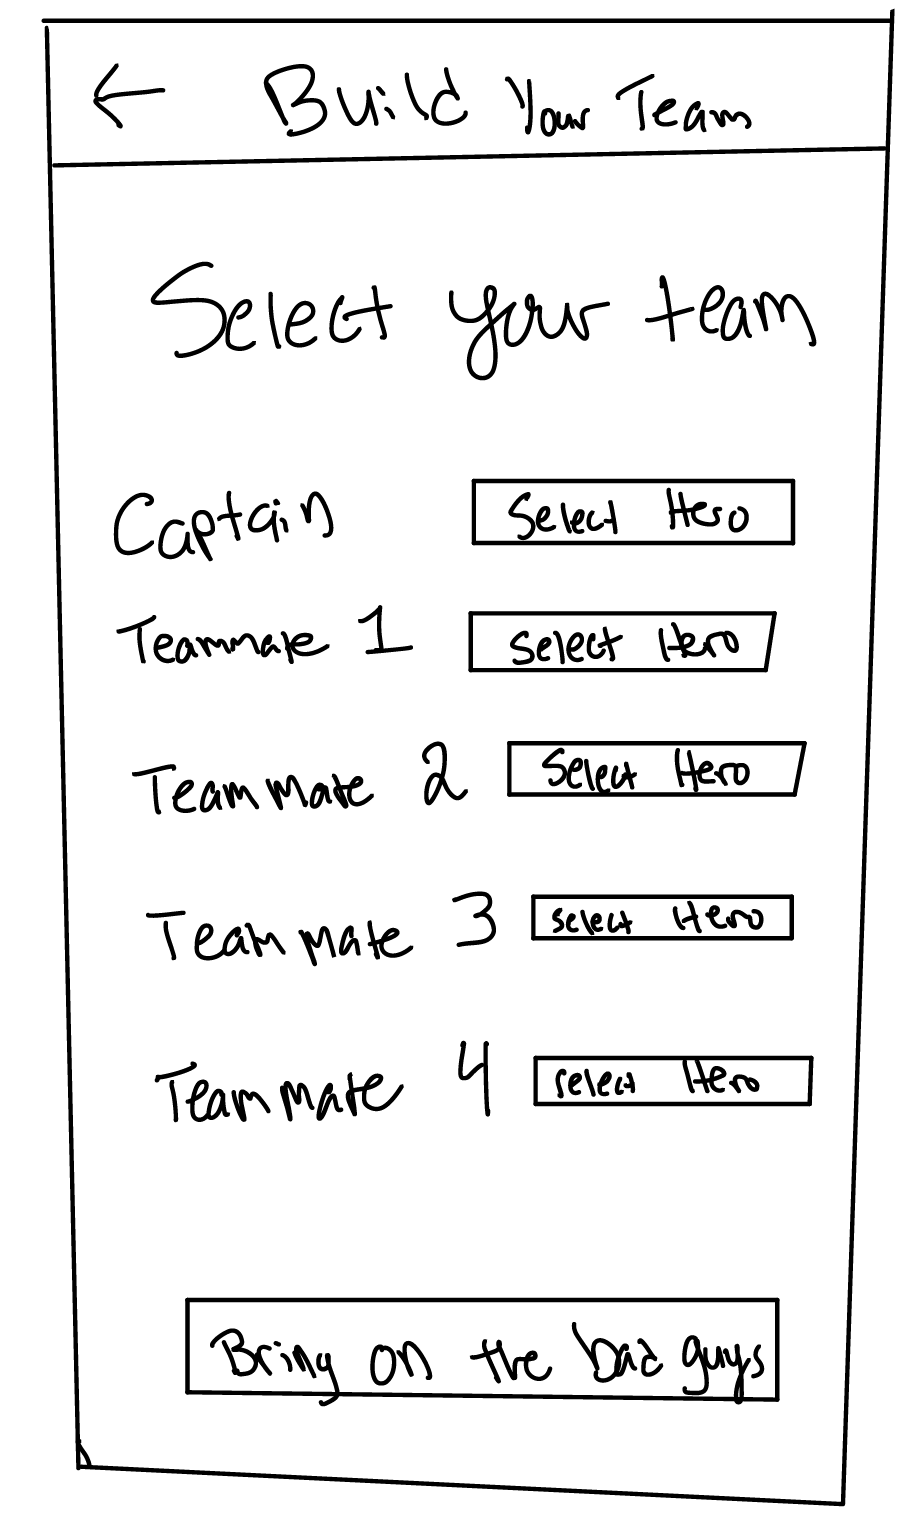 ← Build Your Team
Select your team
Captain Select Hero
Teammate 1 Select Hero
Teammate 2 Select Hero
Teammate 3 select Hero
Teammate 4 select Hero
Bring on the bad guys